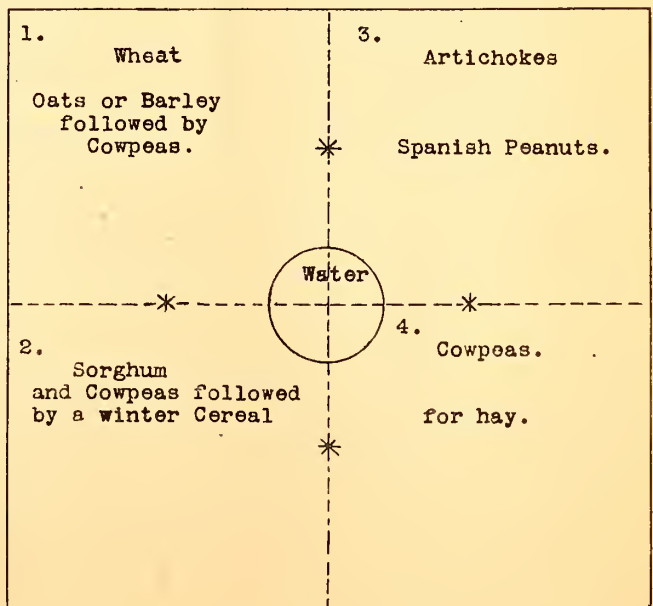 1.
Wheat
Oats or Barley
followed by
Cowpeas.
3.
Artichokes
Spanish Peanuts.
Water
2.
Sorghum
and Cowpeas followed
by a winter Cereal
4.
Cowpeas.
for hay.